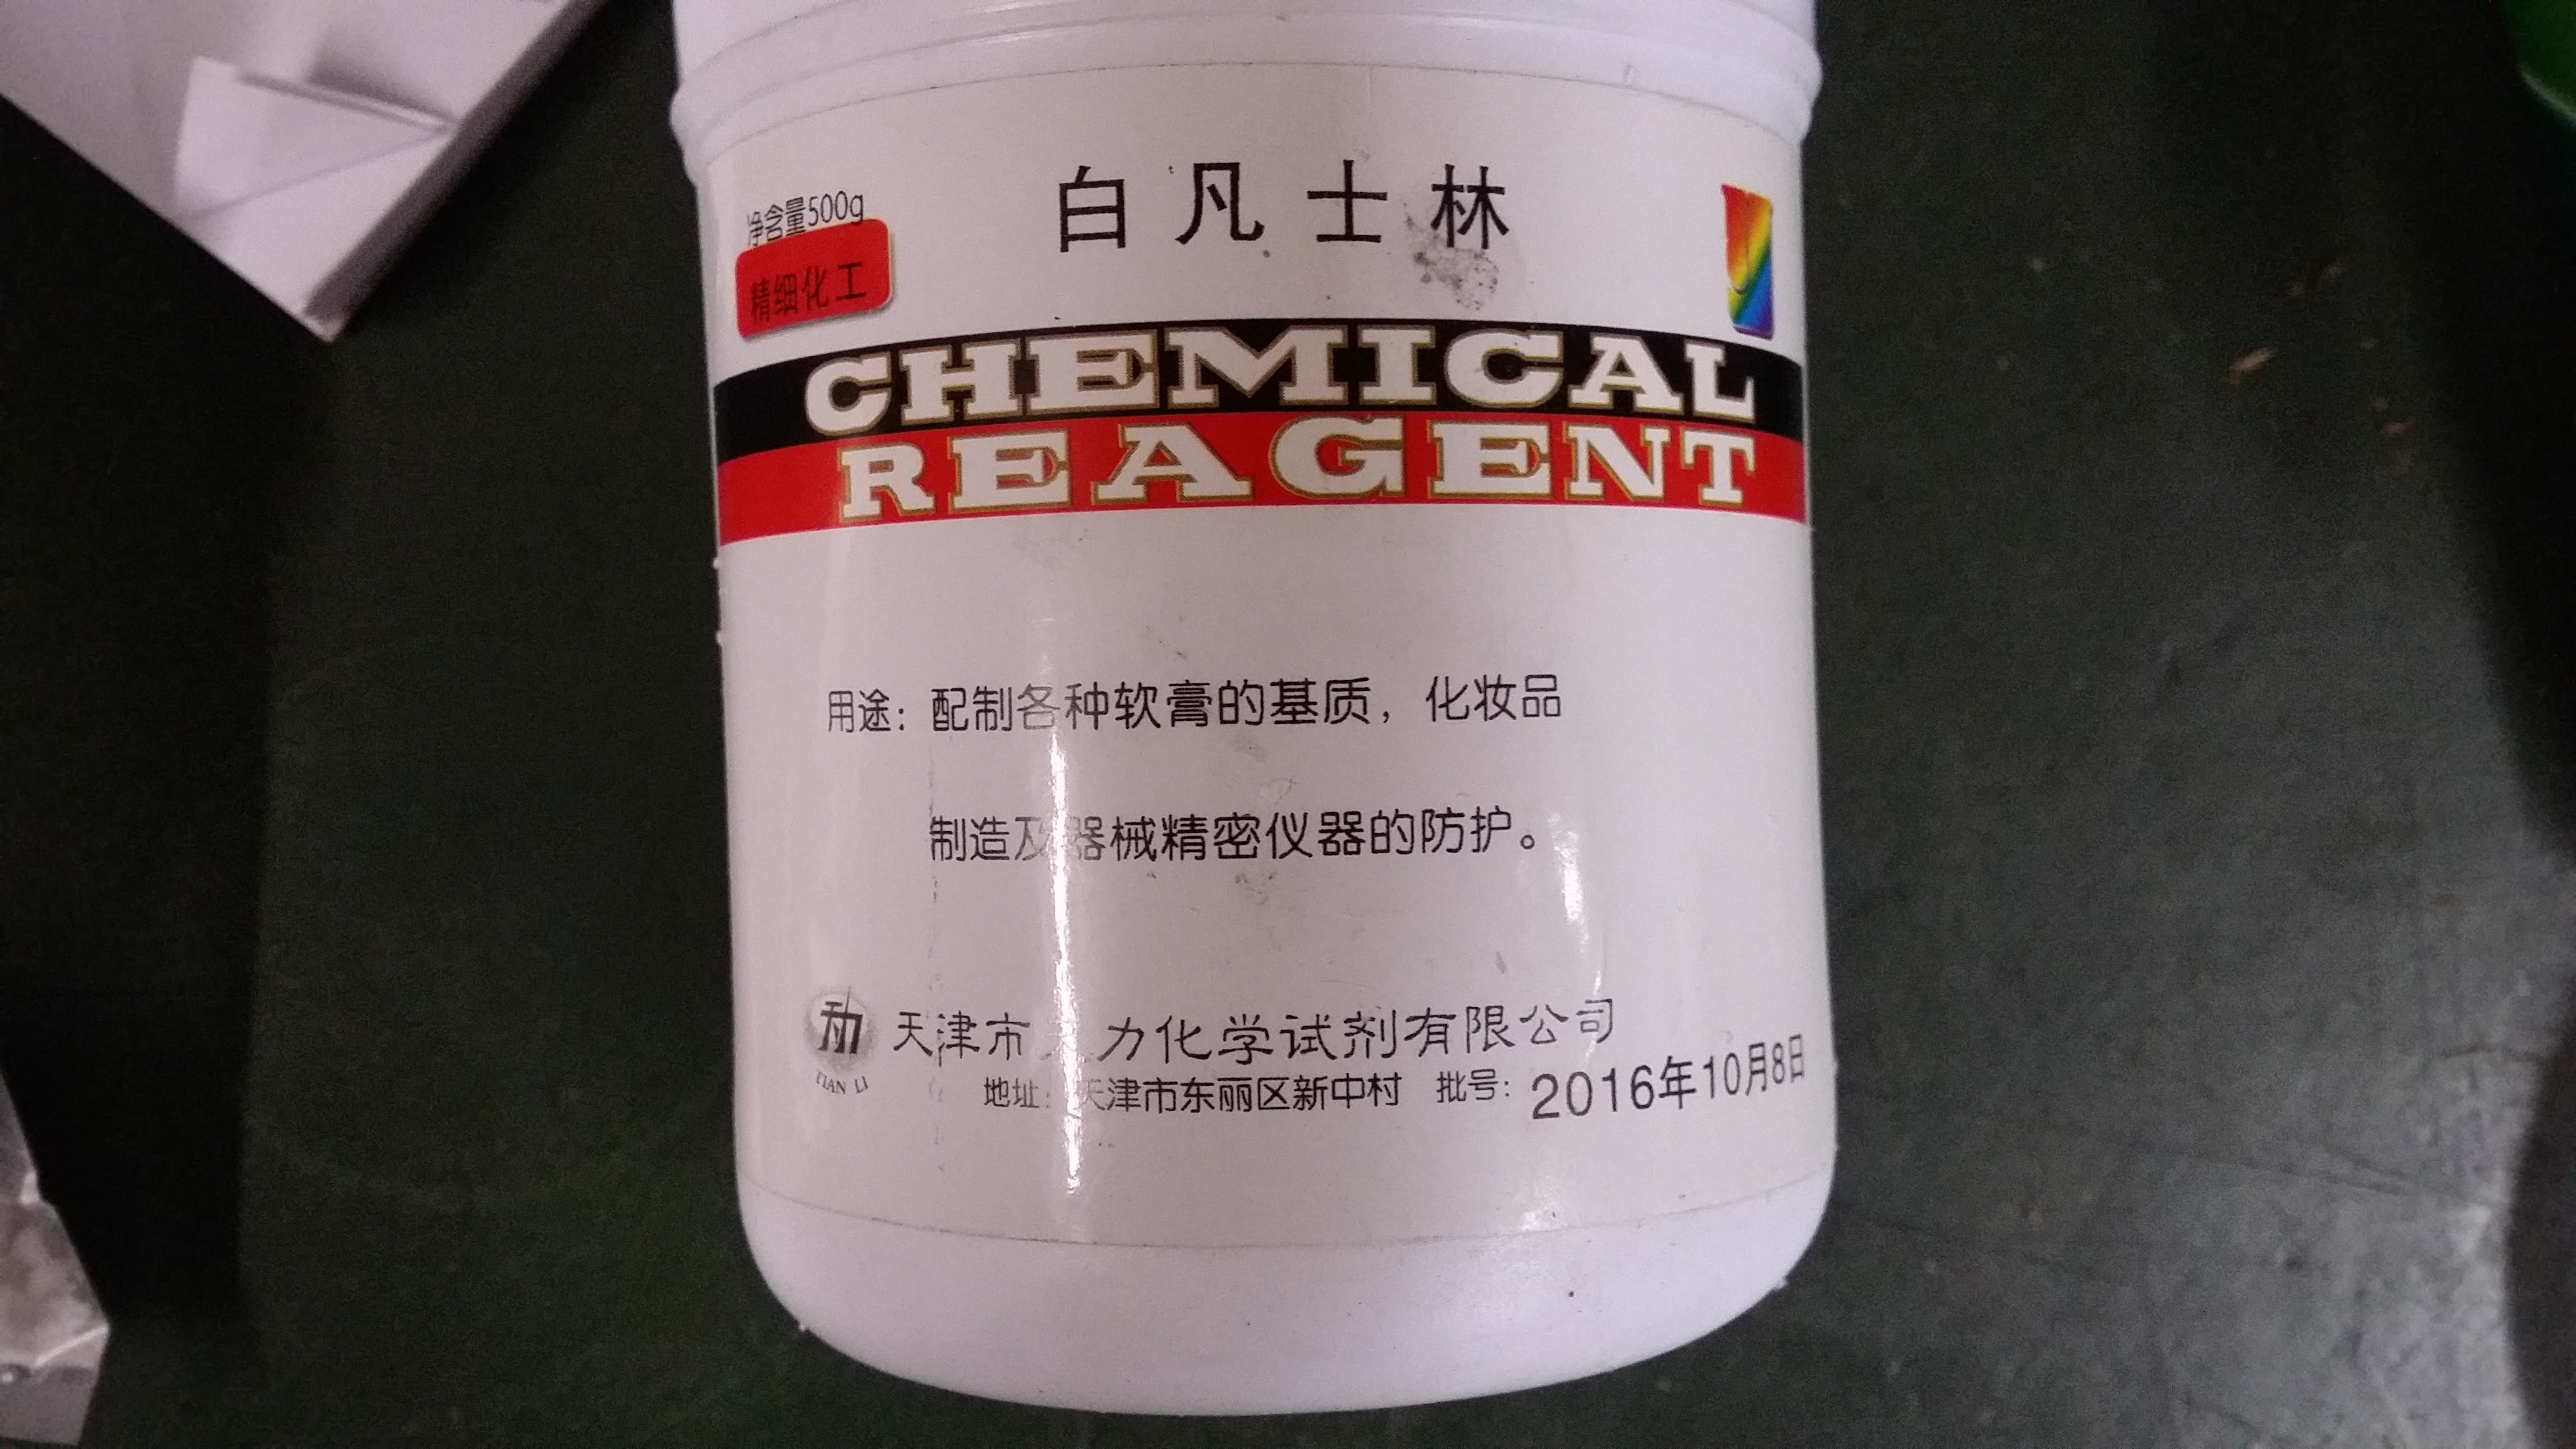 净含量500g
白凡士林
精细化工
CHEMICAL
REAGENT
用途：配制各种软膏的基质，化妆品
制造及器械精密仪器的防护。
天津市 力化学试剂有限公司
TIAN LI
地址：天津市东丽区新中村 批号：2016年10月8日